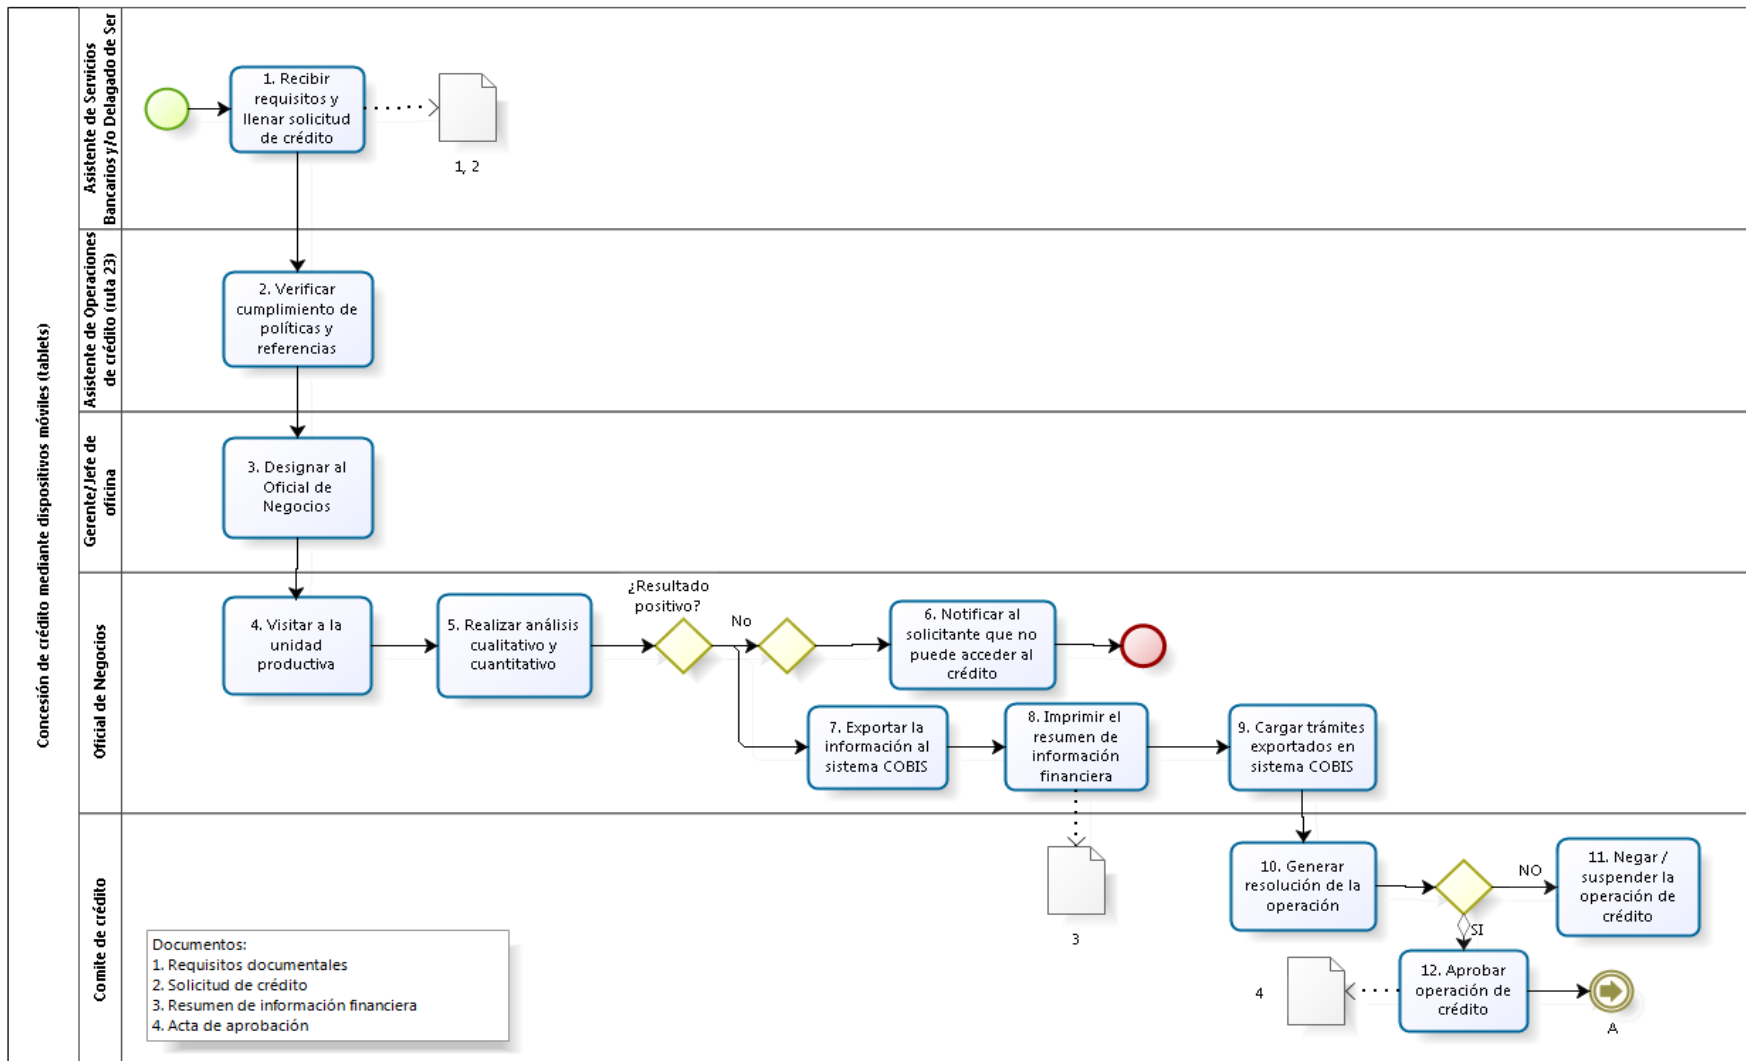 Concesión de crédito mediante dispositivos móviles (tablets)
Asistente de Servicios
Bancarios y/o Delagado de Ser
1. Recibir
requisitos y
llenar solicitud
de crédito
1, 2
Asistente de Operaciones
de crédito (ruta 23)
2. Verificar
cumplimiento de
políticas y
referencias
Gerente/Jefe de
oficina
3. Designar al
Oficial de
Negocios
Oficial de Negocios
4. Visitar a la
unidad
productiva
5. Realizar análisis
cualitativo y
cuantitativo
¿Resultado
positivo?
No
6. Notificar al
solicitante que no
puede acceder al
crédito
7. Exportar la
información al
sistema COBIS
8. Imprimir el
resumen de
información
financiera
9. Cargar trámites
exportados en
sistema COBIS
Comite de crédito
3
10. Generar
resolución de la
operación
NO
11. Negar /
suspender la
operación de
crédito
SI
12. Aprobar
operación de
crédito
4
A
Documentos:
1. Requisitos documentales
2. Solicitud de crédito
3. Resumen de información financiera
4. Acta de aprobación